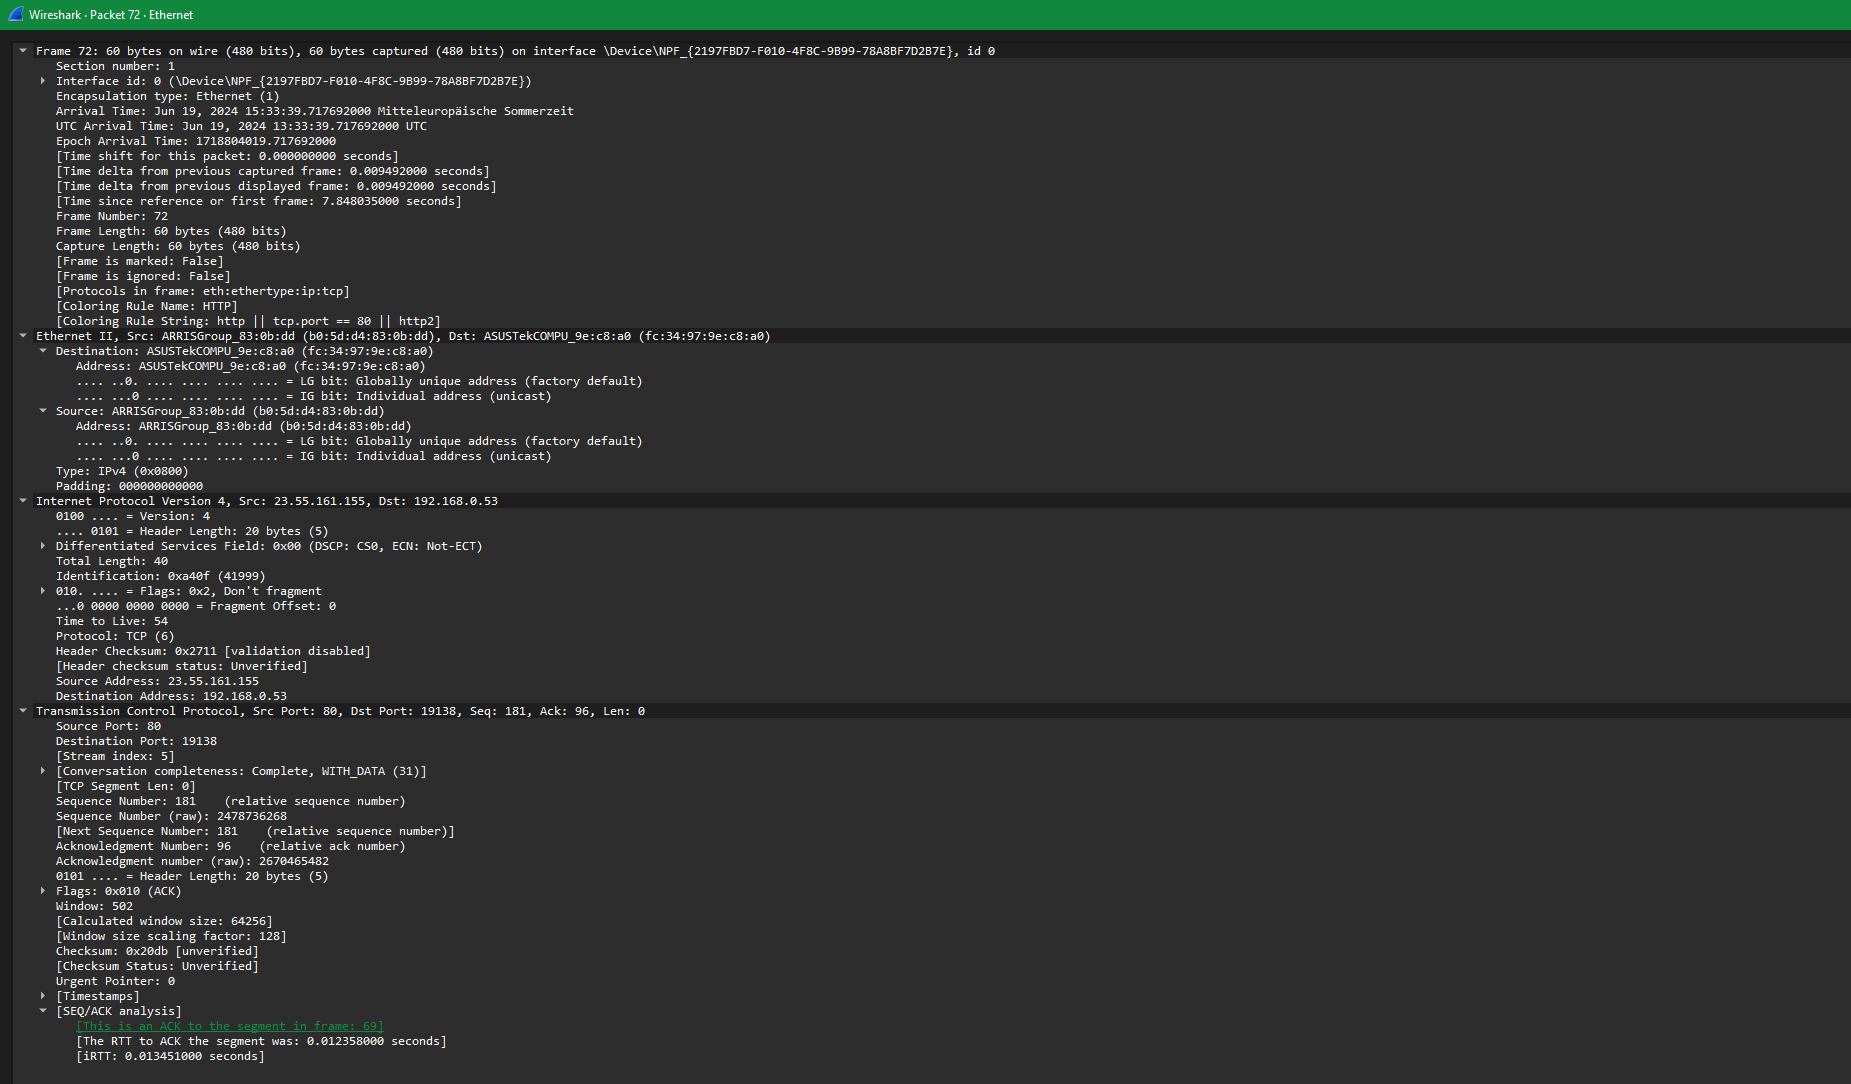 Wireshark · Packet 72 · Ethernet
Frame 72: 60 bytes on wire (480 bits), 60 bytes captured (480 bits) on interface \Device\NPF_{2197FBD7-F010-4F8C-9B99-78A8BF7D2B7E}, id 0
Section number: 1
Interface id: 0 (\Device\NPF_{2197FBD7-F010-4F8C-9B99-78A8BF7D2B7E})
Encapsulation type: Ethernet (1)
Arrival Time: Jun 19, 2024 15:33:39.717692000 Mitteleuropäische Sommerzeit
UTC Arrival Time: Jun 19, 2024 13:33:39.717692000 UTC
Epoch Arrival Time: 1718804019.717692000
[Time shift for this packet: 0.000000000 seconds]
[Time delta from previous captured frame: 0.009492000 seconds]
[Time delta from previous displayed frame: 0.009492000 seconds]
[Time since reference or first frame: 7.848035000 seconds]
Frame Number: 72
Frame Length: 60 bytes (480 bits)
Capture Length: 60 bytes (480 bits)
[Frame is marked: False]
[Frame is ignored: False]
[Protocols in frame: eth:ethertype:ip:tcp]
[Coloring Rule Name: HTTP]
[Coloring Rule String: http || tcp.port == 80 || http2]
Ethernet II, Src: ARRISGroup_83:0b:dd (b0:5d:d4:83:0b:dd), Dst: ASUSTekCOMPU_9e:c8:a0 (fc:34:97:9e:c8:a0)
Destination: ASUSTekCOMPU_9e:c8:a0 (fc:34:97:9e:c8:a0)
Address: ASUSTekCOMPU_9e:c8:a0 (fc:34:97:9e:c8:a0)
.... ..0. .... .... .... .... = LG bit: Globally unique address (factory default)
.... ...0 .... .... .... .... = IG bit: Individual address (unicast)
Source: ARRISGroup_83:0b:dd (b0:5d:d4:83:0b:dd)
Address: ARRISGroup_83:0b:dd (b0:5d:d4:83:0b:dd)
.... ..0. .... .... .... .... = LG bit: Globally unique address (factory default)
.... ...0 .... .... .... .... = IG bit: Individual address (unicast)
Type: IPv4 (0x0800)
Padding: 000000000000
Internet Protocol Version 4, Src: 23.55.161.155, Dst: 192.168.0.53
0100 .... = Version: 4
.... 0101 = Header Length: 20 bytes (5)
Differentiated Services Field: 0x00 (DSCP: CS0, ECN: Not-ECT)
Total Length: 40
Identification: 0xa40f (41999)
010. .... = Flags: 0x2, Don't fragment
...0 0000 0000 0000 = Fragment Offset: 0
Time to Live: 54
Protocol: TCP (6)
Header Checksum: 0x2711 [validation disabled]
[Header checksum status: Unverified]
Source Address: 23.55.161.155
Destination Address: 192.168.0.53
Transmission Control Protocol, Src Port: 80, Dst Port: 19138, Seq: 181, Ack: 96, Len: 0
Source Port: 80
Destination Port: 19138
[Stream index: 5]
[Conversation completeness: Complete, WITH_DATA (31)]
[TCP Segment Len: 0]
Sequence Number: 181    (relative sequence number)
Sequence Number (raw): 2478736268
[Next Sequence Number: 181    (relative sequence number)]
Acknowledgment Number: 96    (relative ack number)
Acknowledgment number (raw): 2670465482
0101 .... = Header Length: 20 bytes (5)
Flags: 0x010 (ACK)
Window: 502
[Calculated window size: 64256]
[Window size scaling factor: 128]
Checksum: 0x20db [unverified]
[Checksum Status: Unverified]
Urgent Pointer: 0
[Timestamps]
[SEQ/ACK analysis]
[This is an ACK to the segment in frame: 69]
[The RTT to ACK the segment was: 0.012358000 seconds]
[iRTT: 0.013451000 seconds]